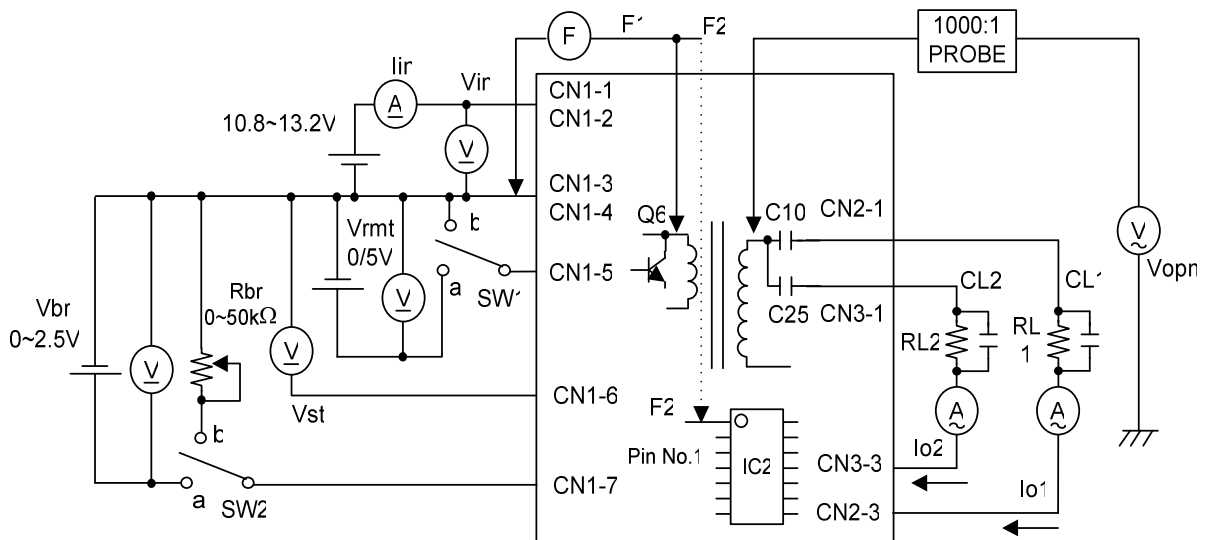 F1
F2
1000:1
PROBE
F
Iin
Vin
A
V
10.8~13.2V
CN1-1
CN1-2
CN1-3
CN1-4
CN1-5
CN1-6
CN1-7
b
a
SW1
Vrmt
0/5V
V
Vbr
0~2.5V
V
Rbr
0~50kΩ
V
Vst
b
a
SW2
Q6
C10
CN2-1
C25
CN3-1
CL2
CL1
RL2
RL
1
A
A
V
Vopn
F2
Pin No.1
IC2
CN3-3
CN2-3
Io2
Io1